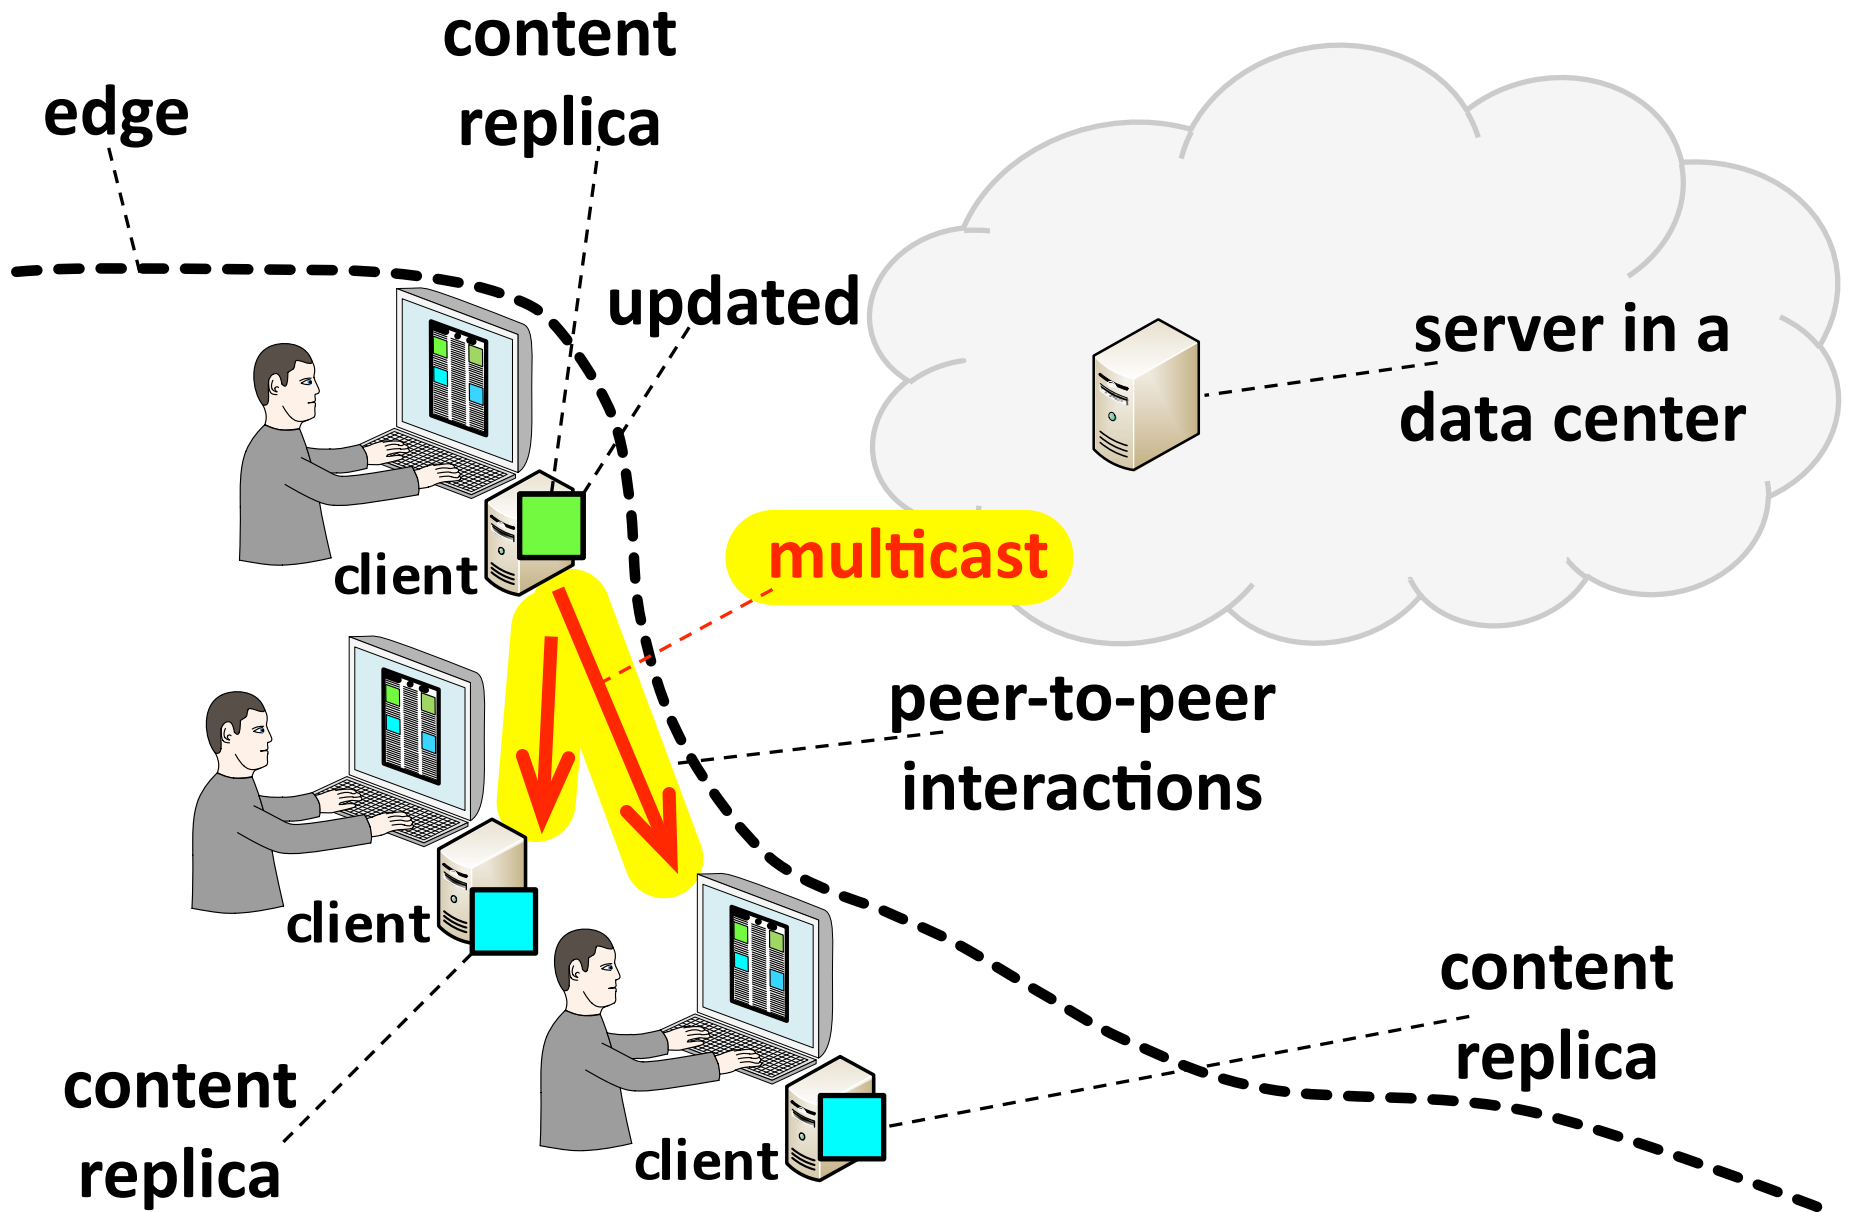 content
replica
edge
updated
server in a
data center
multicast
client
peer-to-peer
interactions
client
content
replica
content
replica
client